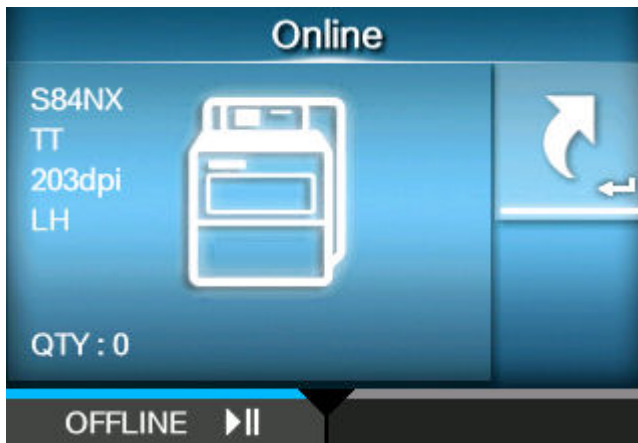 Online
S84NX
TT
203dpi
LH
QTY : 0
OFFLINE